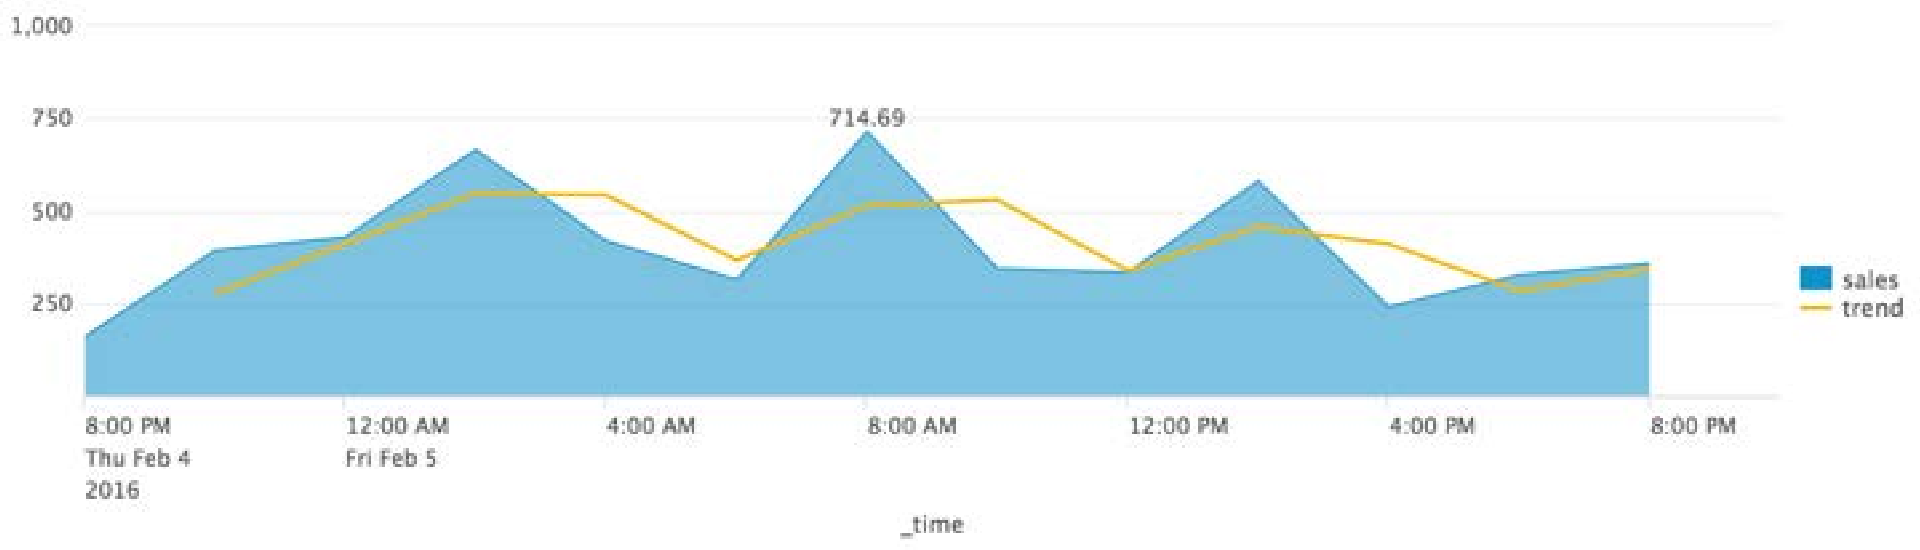 1,000
750
714.69
500
250
sales
trend
8:00 PM
Thu Feb 4
2016
12:00 AM
Fri Feb 5
4:00 AM
8:00 AM
12:00 PM
4:00 PM
8:00 PM
_time